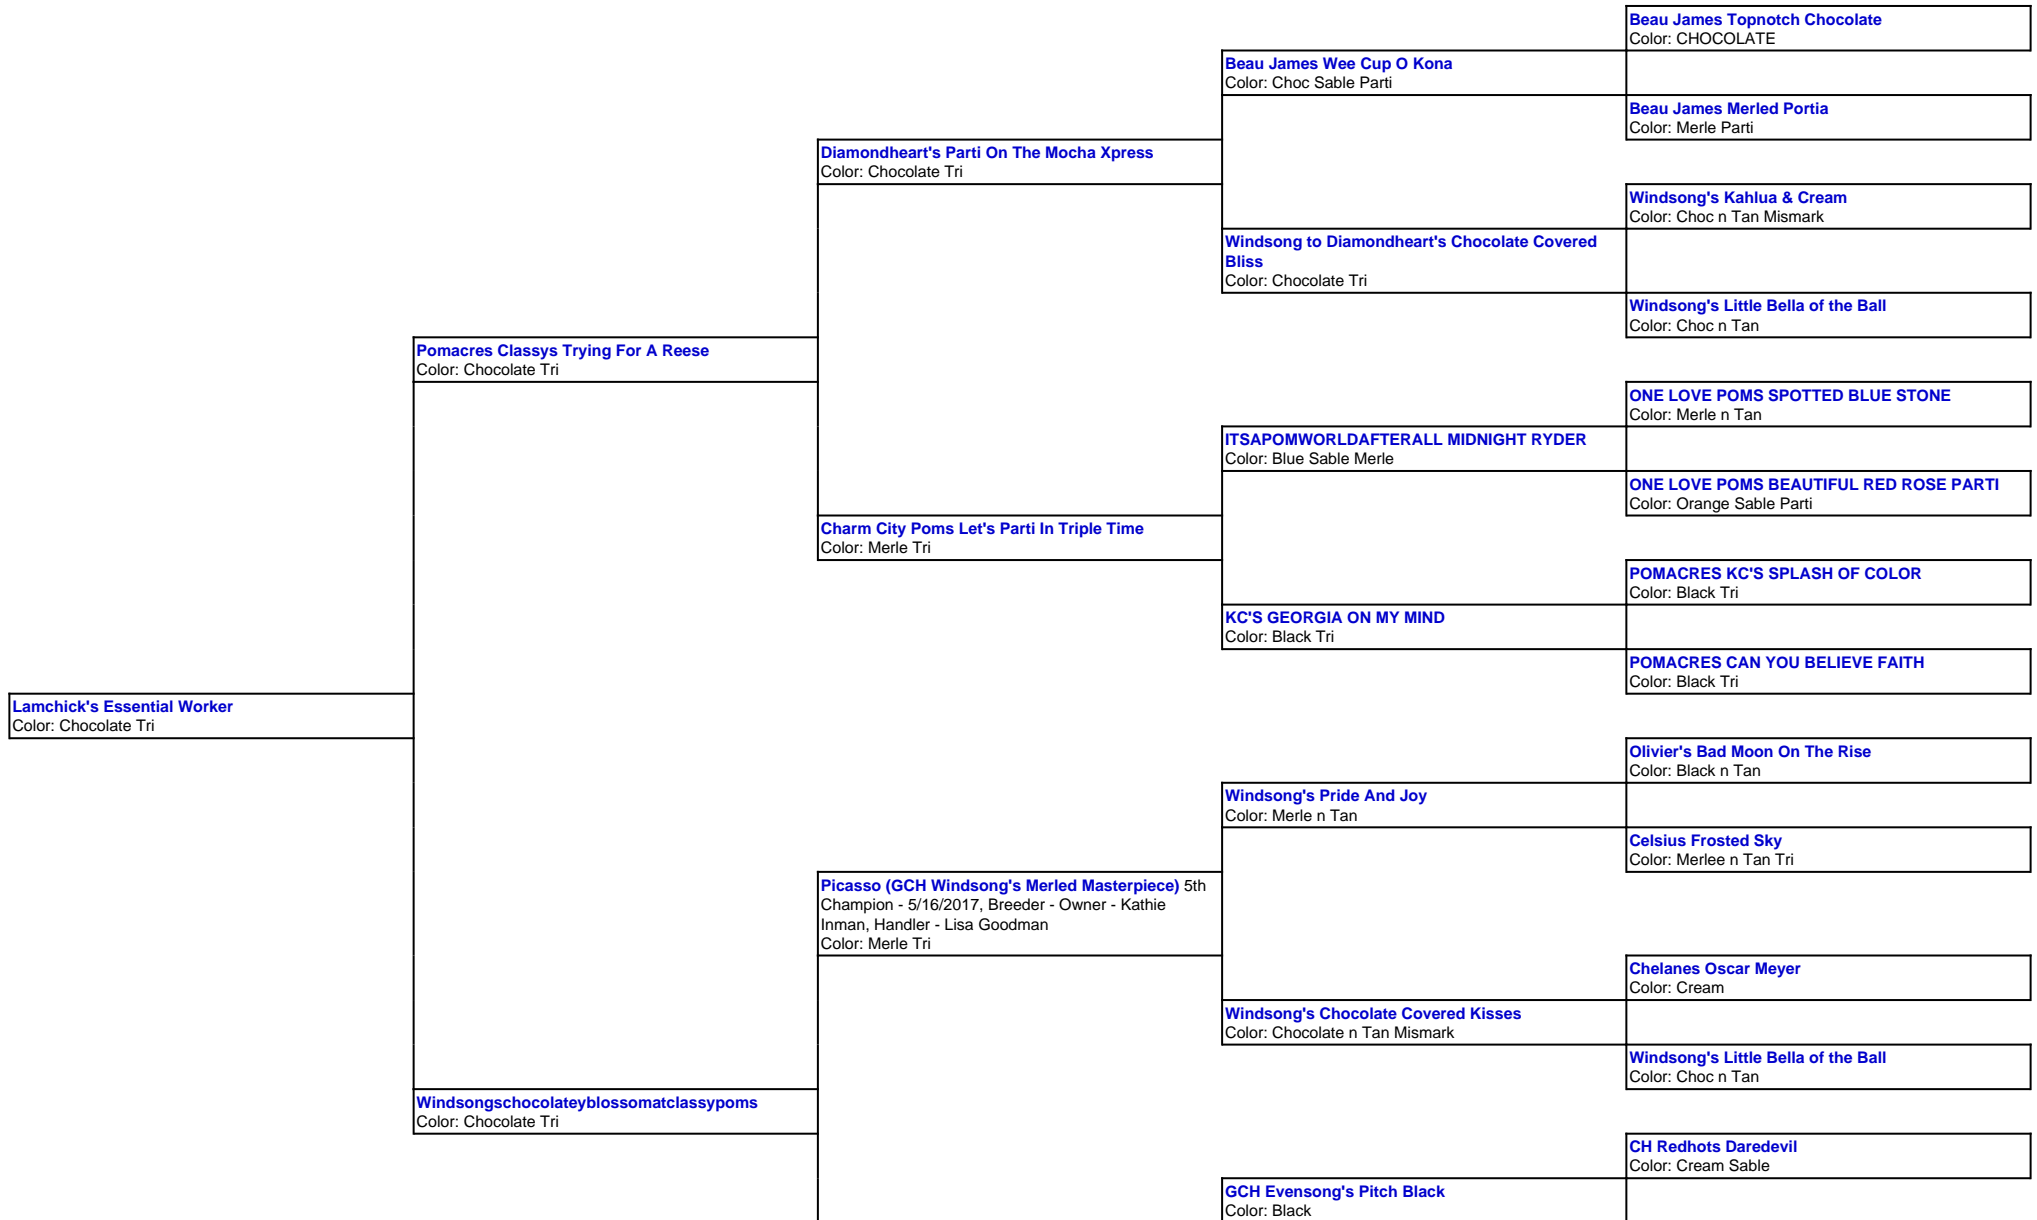 Beau James Topnotch Chocolate
Color: CHOCOLATE
Beau James Wee Cup O Kona
Color: Choc Sable Parti
Beau James Merled Portia
Color: Merle Parti
Diamondheart's Parti On The Mocha Xpress
Color: Chocolate Tri
Windsong's Kahlua & Cream
Color: Choc n Tan Mismark
Windsong to Diamondheart's Chocolate Covered
Bliss
Color: Chocolate Tri
Windsong's Little Bella of the Ball
Color: Choc n Tan
Pomacres Classys Trying For A Reese
Color: Chocolate Tri
ONE LOVE POMS SPOTTED BLUE STONE
Color: Merle n Tan
ITSAPOMWORLDAFTERALL MIDNIGHT RYDER
Color: Blue Sable Merle
ONE LOVE POMS BEAUTIFUL RED ROSE PARTI
Color: Orange Sable Parti
Charm City Poms Let's Parti In Triple Time
Color: Merle Tri
POMACRES KC'S SPLASH OF COLOR
Color: Black Tri
KC'S GEORGIA ON MY MIND
Color: Black Tri
POMACRES CAN YOU BELIEVE FAITH
Color: Black Tri
Lamchick's Essential Worker
Color: Chocolate Tri
Olivier's Bad Moon On The Rise
Color: Black n Tan
Windsong's Pride And Joy
Color: Merle n Tan
Celsius Frosted Sky
Color: Merlee n Tan Tri
Picasso (GCH Windsong's Merled Masterpiece) 5th
Champion - 5/16/2017, Breeder - Owner - Kathie
Inman, Handler - Lisa Goodman
Color: Merle Tri
Chelanes Oscar Meyer
Color: Cream
Windsong's Chocolate Covered Kisses
Color: Chocolate n Tan Mismark
Windsong's Little Bella of the Ball
Color: Choc n Tan
Windsongschocolateyblossomatclassypoms
Color: Chocolate Tri
CH Redhots Daredevil
Color: Cream Sable
GCH Evensong's Pitch Black
Color: Black